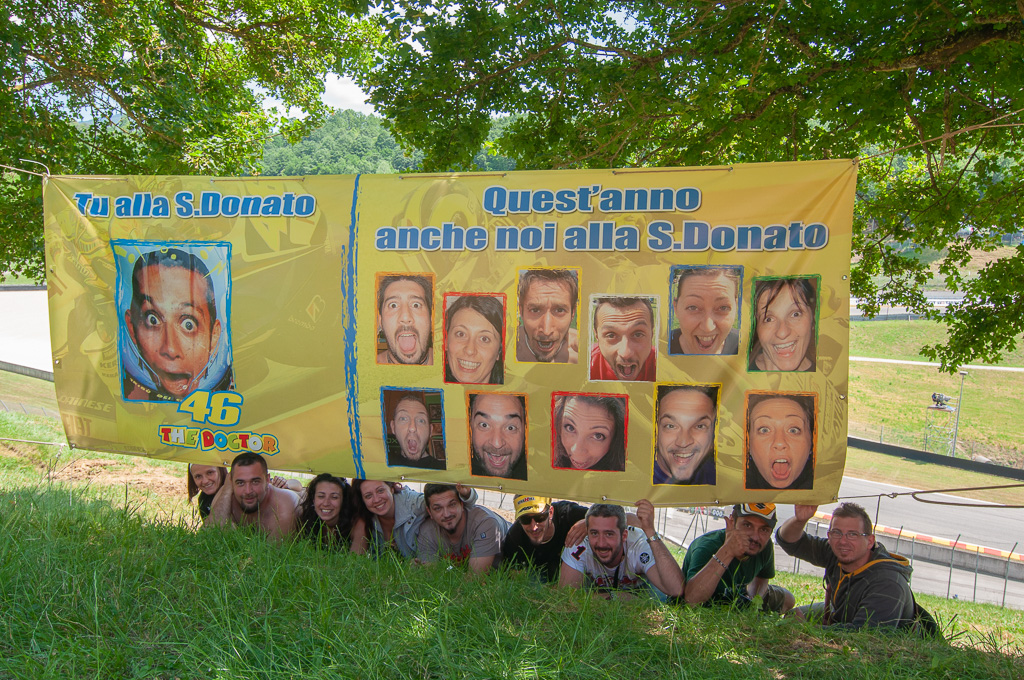 Tu alla S.Donato
Quest'anno
anche noi alla S.Donato
46
THE DOCTOR